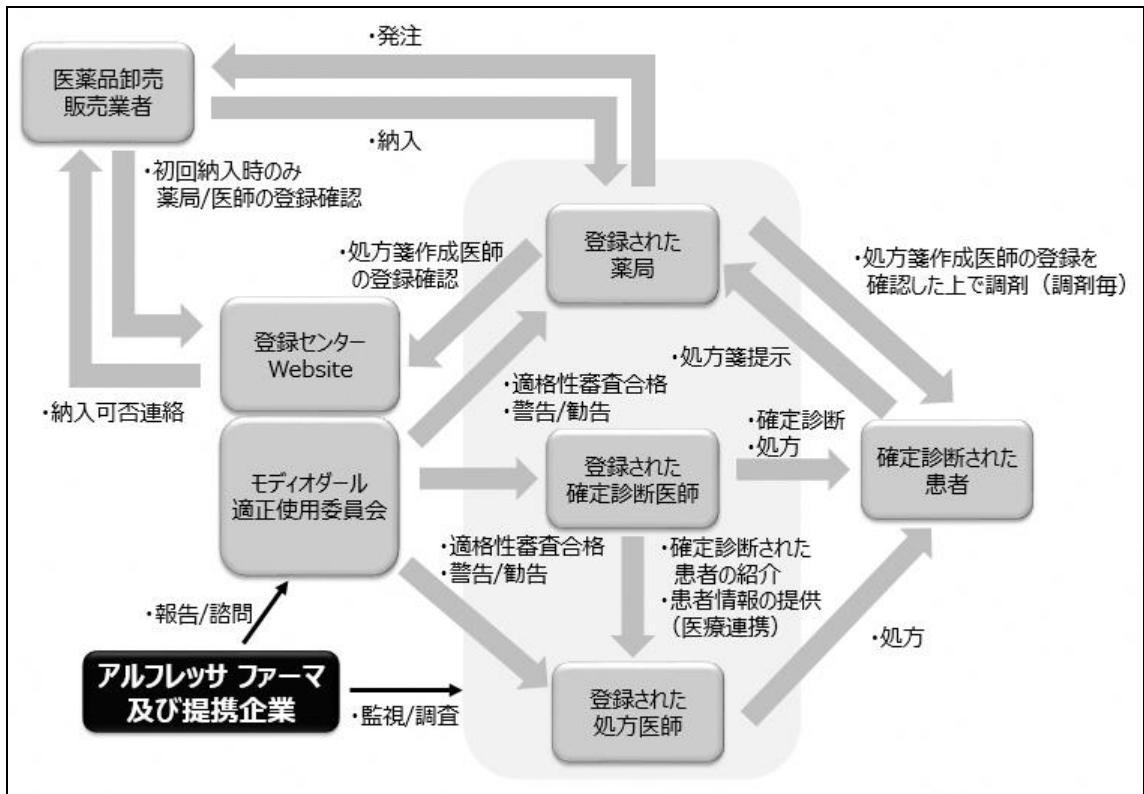 ・発注
医薬品卸売
販売業者
・納入
・初回納入時のみ
薬局/医師の登録確認
登録された
薬局
・処方箋作成医師
の登録確認
・処方箋作成医師の登録を
確認した上で調剤（調剤毎）
登録センター
Website
・処方箋提示
・適格性審査合格
・警告/勧告
・納入可否連絡
・確定診断
・処方
登録された
確定診断医師
確定診断された
患者
モディオダール
適正使用委員会
・適格性審査合格
・警告/勧告
・確定診断された
患者の紹介
・患者情報の提供
（医療連携）
・報告/諮問
・処方
アルフレッサ ファーマ
及び提携企業
・監視/調査
登録された
処方医師